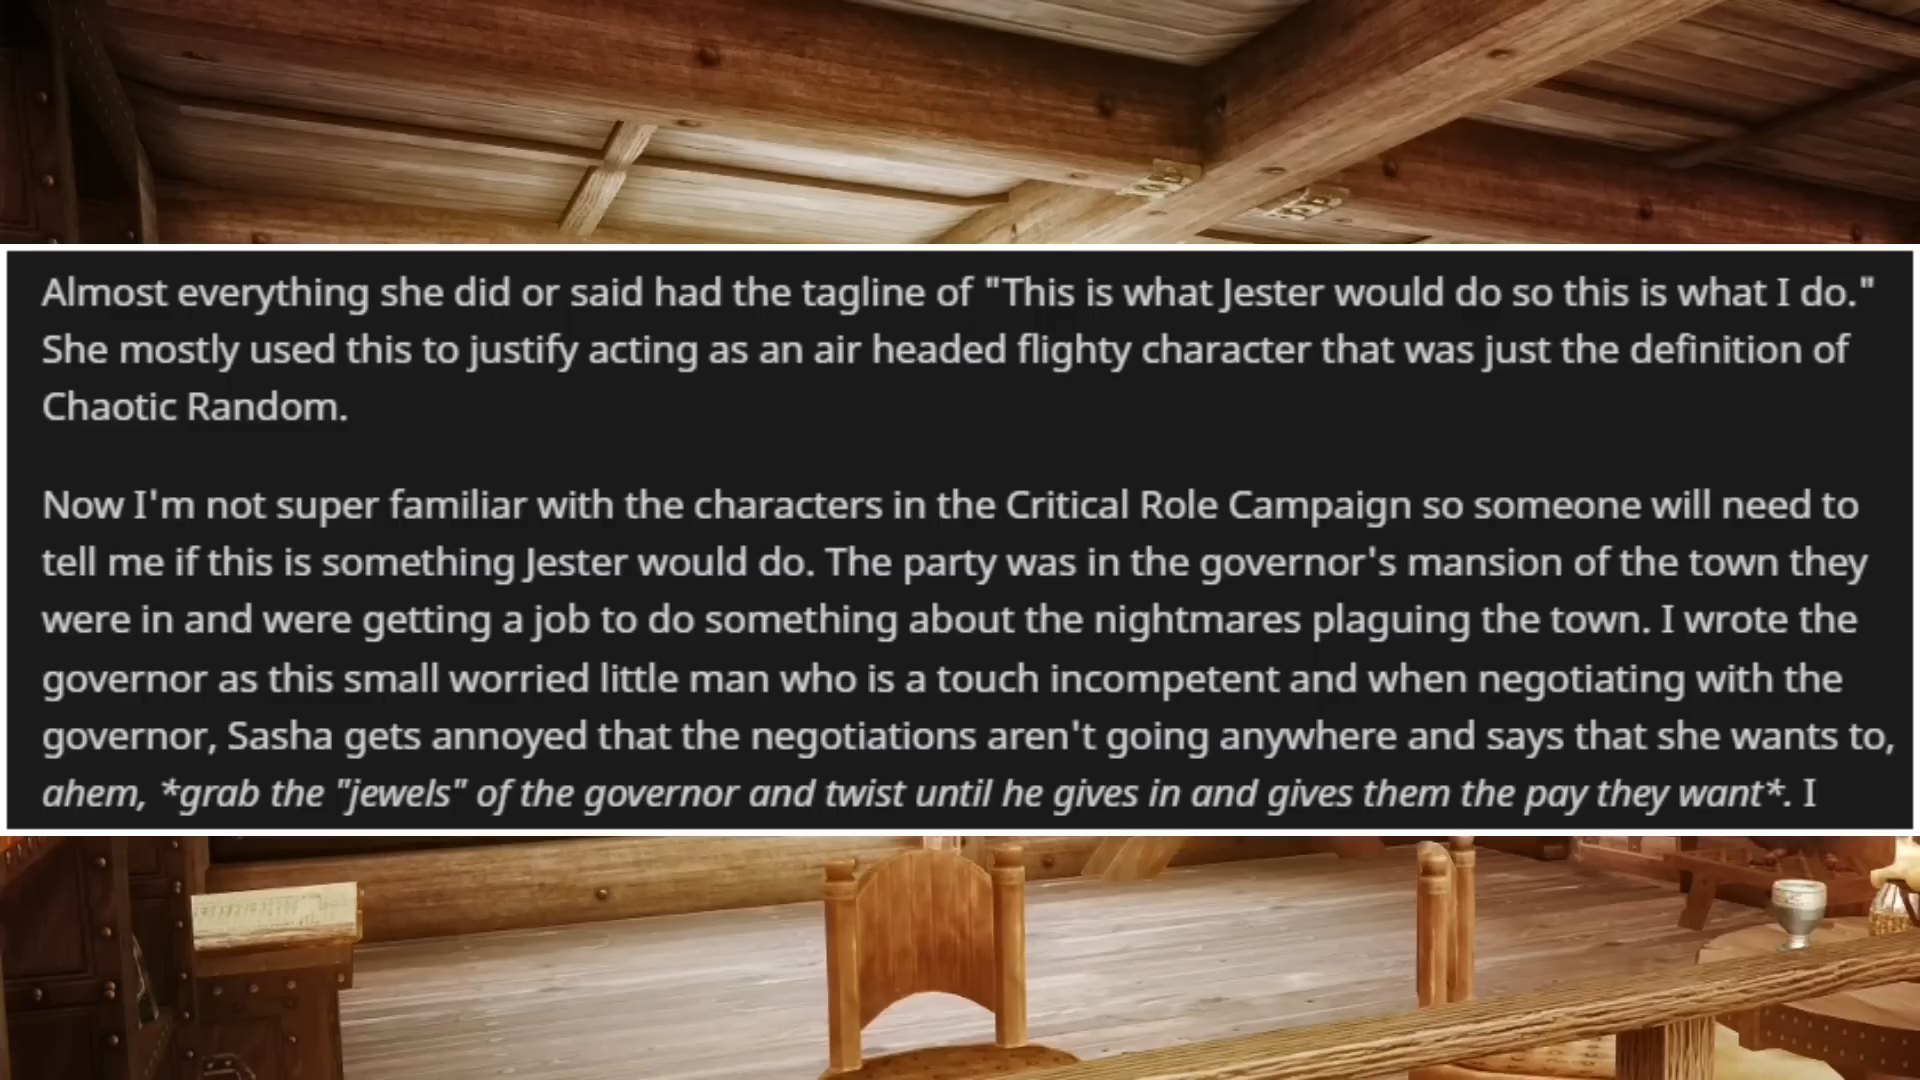 Almost everything she did or said had the tagline of "This is what Jester would do so this is what I do."
She mostly used this to justify acting as an air headed flighty character that was just the definition of
Chaotic Random.
Now I'm not super familiar with the characters in the Critical Role Campaign so someone will need to
tell me if this is something Jester would do. The party was in the governor's mansion of the town they
were in and were getting a job to do something about the nightmares plaguing the town. I wrote the
governor as this small worried little man who is a touch incompetent and when negotiating with the
governor, Sasha gets annoyed that the negotiations aren't going anywhere and says that she wants to,
ahem, *grab the "jewels" of the governor and twist until he gives in and gives them the pay they want*. I